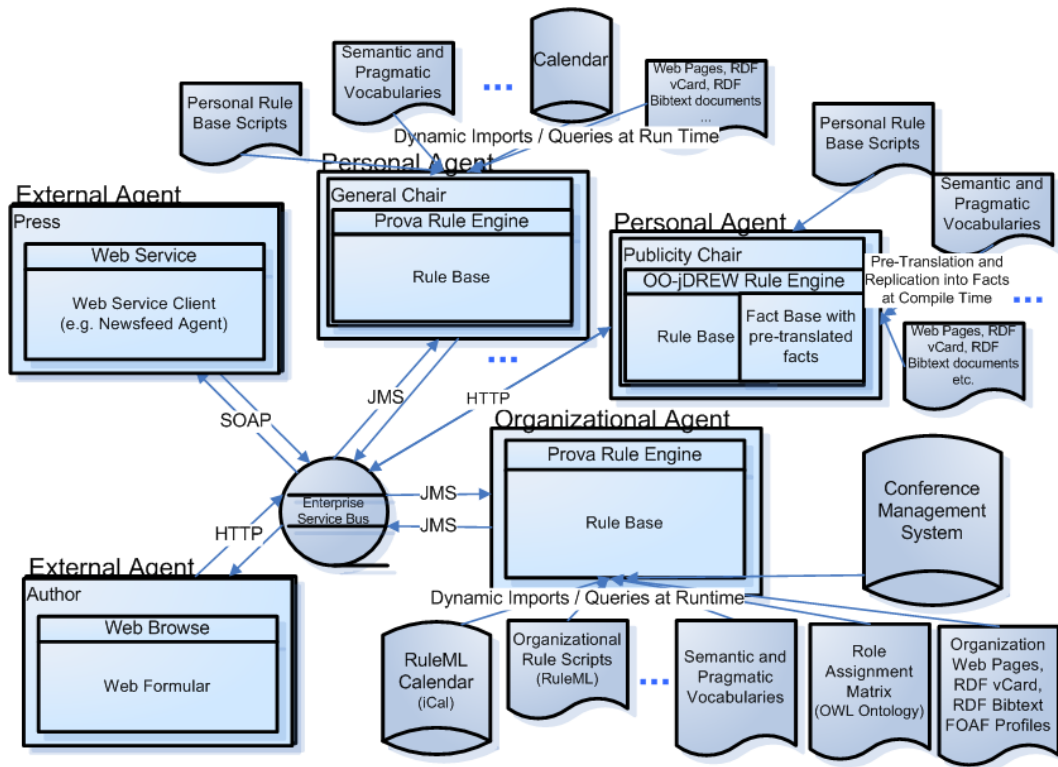 Semantic and
Pragmatic
Vocabularies
...
Calendar
Web Pages, RDF
vCard, RDF
Bibtext documents
...
Personal Rule
Base Scripts
Dynamic Imports / Queries at Run Time
Personal Rule
Base Scripts
Personal Agent
General Chair
Prova Rule Engine
Rule Base
...
External Agent
Press
Web Service
Web Service Client
(e.g. Newsfeed Agent)
Semantic and
Pragmatic
Vocabularies
Personal Agent
Publicity Chair
OO-jDREW Rule Engine
Rule Base
Fact Base with
pre-translated
facts
Pre-Translation and
Replication into Facts
at Compile Time
...
Web Pages, RDF
vCard, RDF
Bibtext documents
etc.
SOAP
JMS
HTTP
Organizational Agent
Prova Rule Engine
Rule Base
Enterprise
Service Bus
JMS
JMS
HTTP
Conference
Management
System
External Agent
Author
Web Browse
Web Formular
Dynamic Imports / Queries at Runtime
RuleML
Calendar
(iCal)
Organizational
Rule Scripts
(RuleML)
...
Semantic and
Pragmatic
Vocabularies
Role
Assignment
Matrix
(OWL Ontology)
Organization
Web Pages,
RDF vCard,
RDF Bibtext
FOAF Profiles